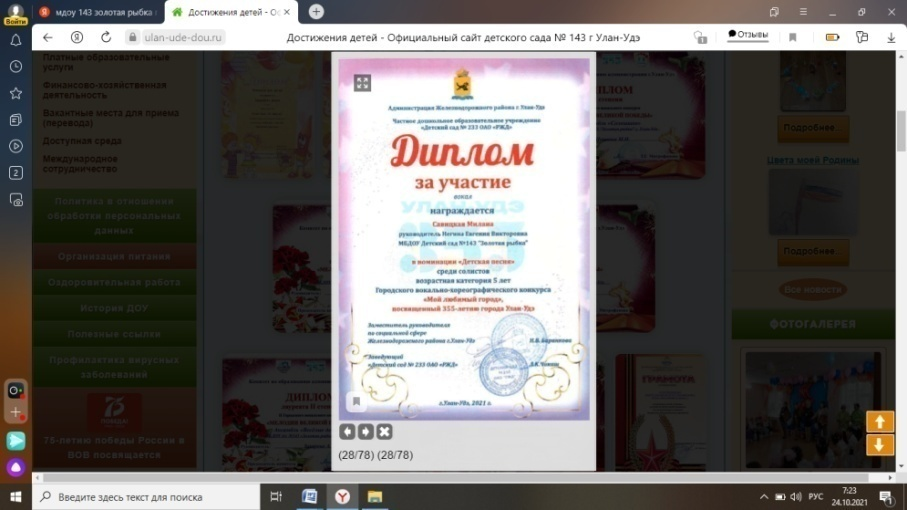 Войти
мдоу 143 золотая рыбка
Достижения детей - Оф
ulan-ude-dou.ru
Достижения детей - Официальный сайт детского сада № 143 г Улан-Удэ
Отзывы
Платные образовательные
услуги
Финансово-хозяйственная
деятельность
Вакантные места для приема
(перевода)
Доступная среда
Международное
сотрудничество
Политика в отношении
обработки персональных
данных
Организация питания
Оздоровительная работа
История ДОУ
Полезные ссылки
Профилактика вирусных
заболеваний
ПОБЕДА!
75-летию победы России в
ВОВ посвящается
Администрация Железнодорожного района г Улан-Удэ
Частное дошкольное образовательное учреждение
«Детский сад № 233 ОАО «РЖД»
Диплом
за участие
вокал
УЛАН-УДЭ
награждается
Савицкая Милана
руководитель Ногина Евгения Викторовна
МБДОУ Детский сад №143 "Золотая рыбка"
в номинации «Детская песня»
среди солистов
возрастная категория 5 лет
Городского вокально-хореографического конкурса
«Мой любимый город»,
посвященный 355-летию города Улан-Удэ
Заместитель руководителя
по социальной сфере
Железнодорожного района г.Улан-Удэ
Заведующий
«Детский сад № 233 ОАО «РЖД»
г.Улан-Удэ, 2021 г.
(28/78) (28/78)
ДИПЛОМ
ГРАМОТА
Подробнее...
Цвета моей Родины
Подробнее...
Все новости
ФОТОГАЛЕРЕЯ
Введите здесь текст для поиска
РУС
7:23
24.10.2021